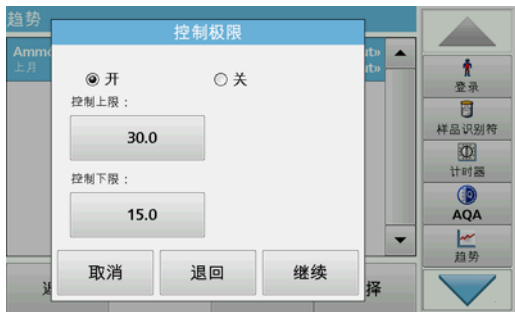 趋势
控制极限
上月
开
关
控制上限：
30.0
控制下限：
15.0
取消
退回
继续
登录
样品识别符
计时器
AQA
趋势